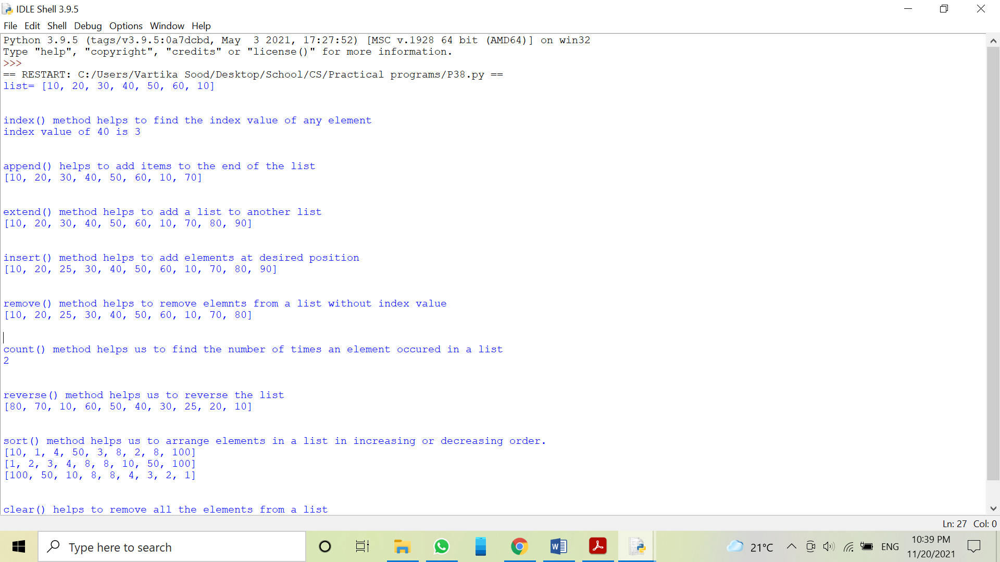 IDLE Shell 3.9.5
File Edit Shell Debug Options Window Help
Python 3.9.5 (tags/v3.9.5:0a7dcbd, May  3 2021, 17:27:52) [MSC v.1928 64 bit (AMD64)] on win32
Type "help", "copyright", "credits" or "license()" for more information.
>>>
== RESTART: C:/Users/Vartika Sood/Desktop/School/CS/Practical programs/P38.py ==
list= [10, 20, 30, 40, 50, 60, 10]
index() method helps to find the index value of any element
index value of 40 is 3
append() helps to add items to the end of the list
[10, 20, 30, 40, 50, 60, 10, 70]
extend() method helps to add a list to another list
[10, 20, 30, 40, 50, 60, 10, 70, 80, 90]
insert() method helps to add elements at desired position
[10, 20, 25, 30, 40, 50, 60, 10, 70, 80, 90]
remove() method helps to remove elemnts from a list without index value
[10, 20, 25, 30, 40, 50, 60, 10, 70, 80]
count() method helps us to find the number of times an element occured in a list
2
reverse() method helps us to reverse the list
[80, 70, 10, 60, 50, 40, 30, 25, 20, 10]
sort() method helps us to arrange elements in a list in increasing or decreasing order.
[10, 1, 4, 50, 3, 8, 2, 8, 100]
[1, 2, 3, 4, 8, 8, 10, 50, 100]
[100, 50, 10, 8, 8, 4, 3, 2, 1]
clear() helps to remove all the elements from a list
Ln: 27 Col: 0
Type here to search
21°C
ENG
10:39 PM
11/20/2021